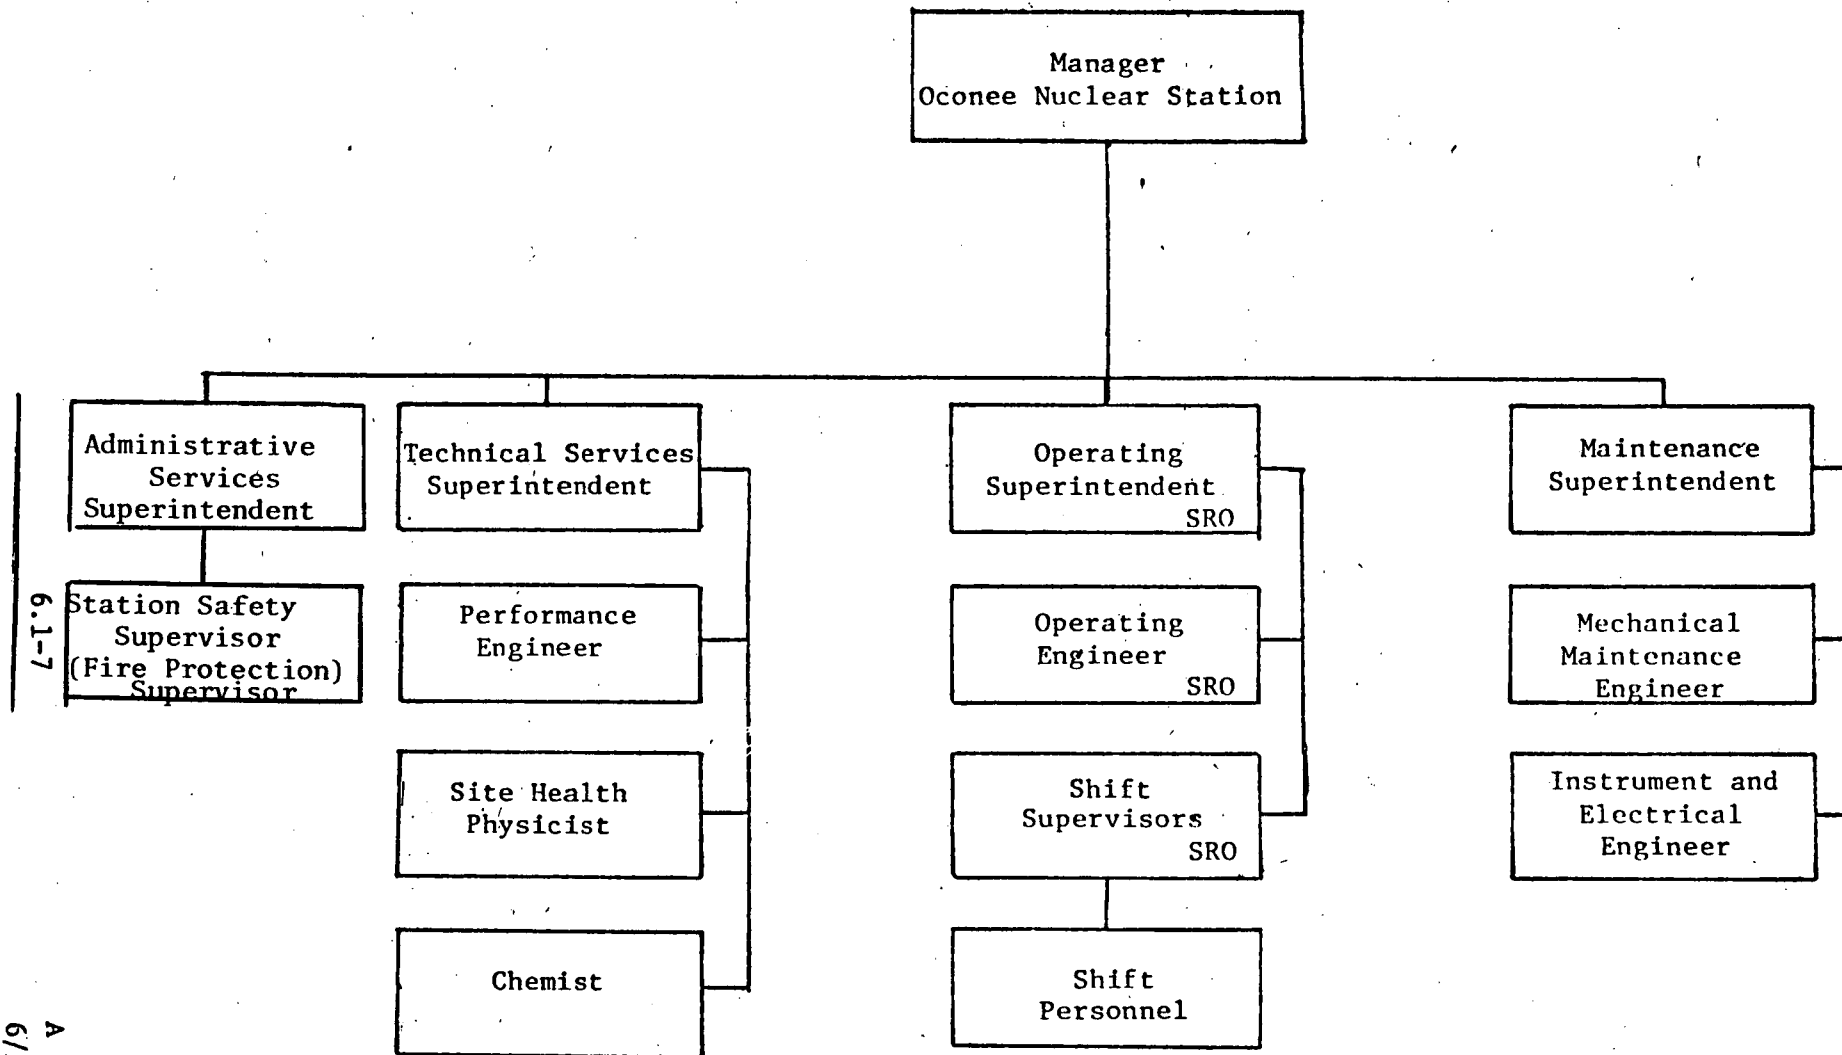 Manager
Oconee Nuclear Station
Administrative
Services
Superintendent
Technical Services
Superintendent
Operating
Superintendent
SRO
Maintenance
Superintendent
Station Safety
Supervisor
(Fire Protection)
Supervisor
Performance
Engineer
Operating
Engineer
SRO
Mechanical
Maintenance
Engineer
Site Health
Physicist
Shift
Supervisors
SRO
Instrument and
Electrical
Engineer
Chemist
Shift
Personnel
6.1-7
A
6/